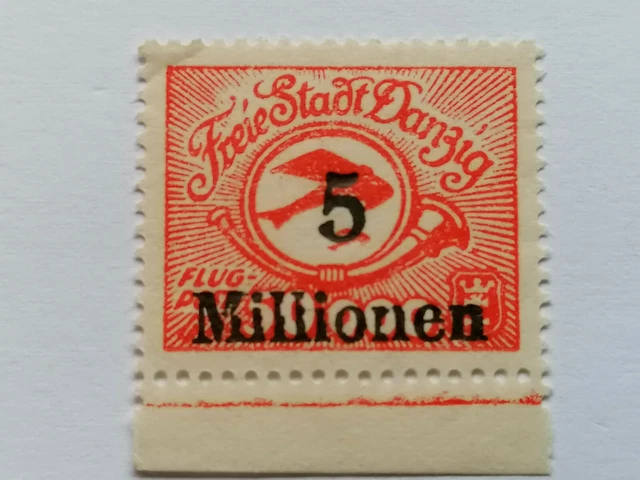 Freie Stadt Danzig
5
FLUG-
Millionen